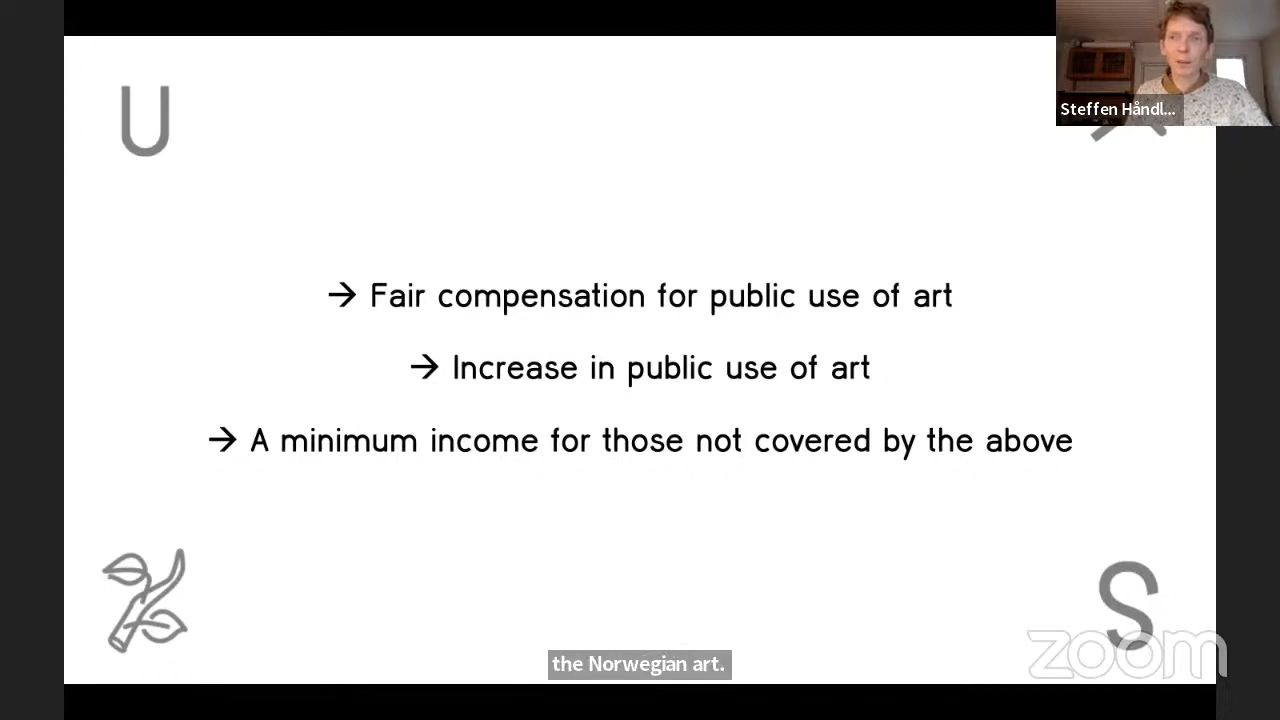 U
Steffen Håndl...
→ Fair compensation for public use of art
→ Increase in public use of art
→ A minimum income for those not covered by the above
S
zoom
the Norwegian art.